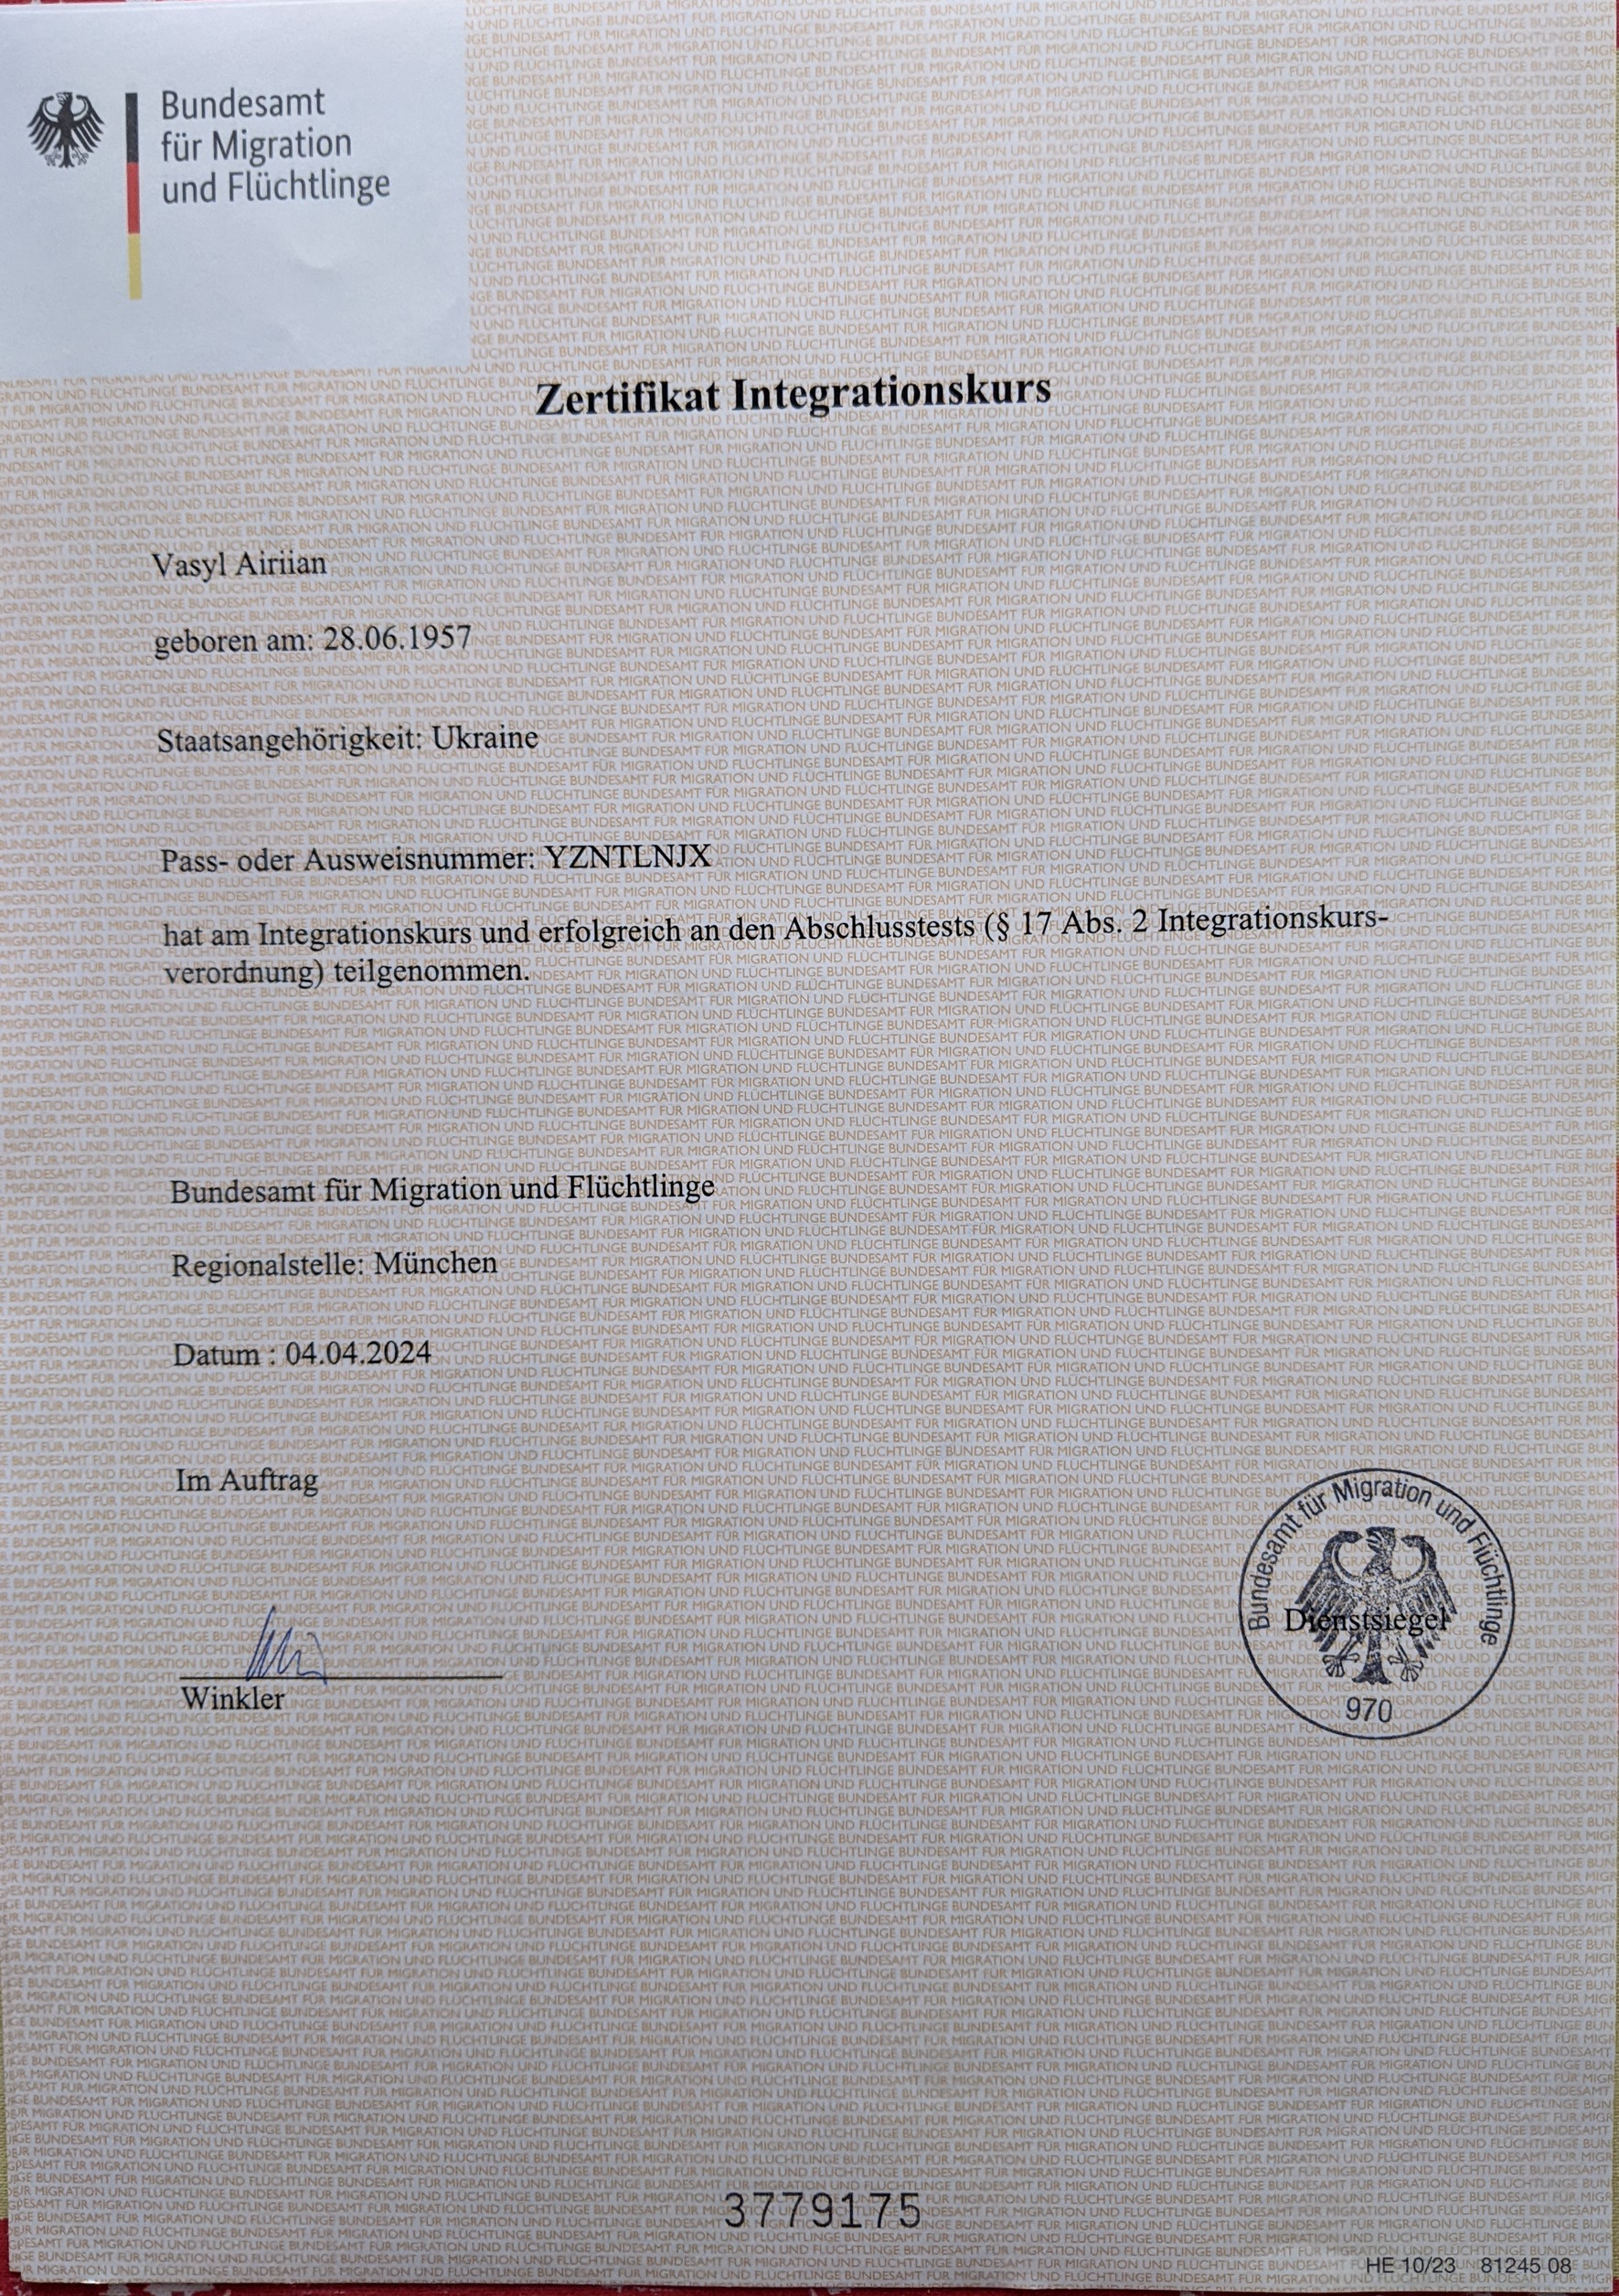 Bundesamt
für Migration
und Flüchtlinge
Zertifikat Integrationskurs
Vasyl Airiian
geboren am: 28.06.1957
Staatsangehörigkeit: Ukraine
Pass- oder Ausweisnummer: YZNTLNJX
hat am Integrationskurs und erfolgreich an den Abschlusstests (§ 17 Abs. 2 Integrationskurs-
verordnung) teilgenommen.
Bundesamt für Migration und Flüchtlinge
Regionalstelle: München
Datum : 04.04.2024
Im Auftrag
Winkler
Bundesamt für Migration und Flüchtlinge
Dienstsiegel
970
3779175
HE 10/23 81245 08